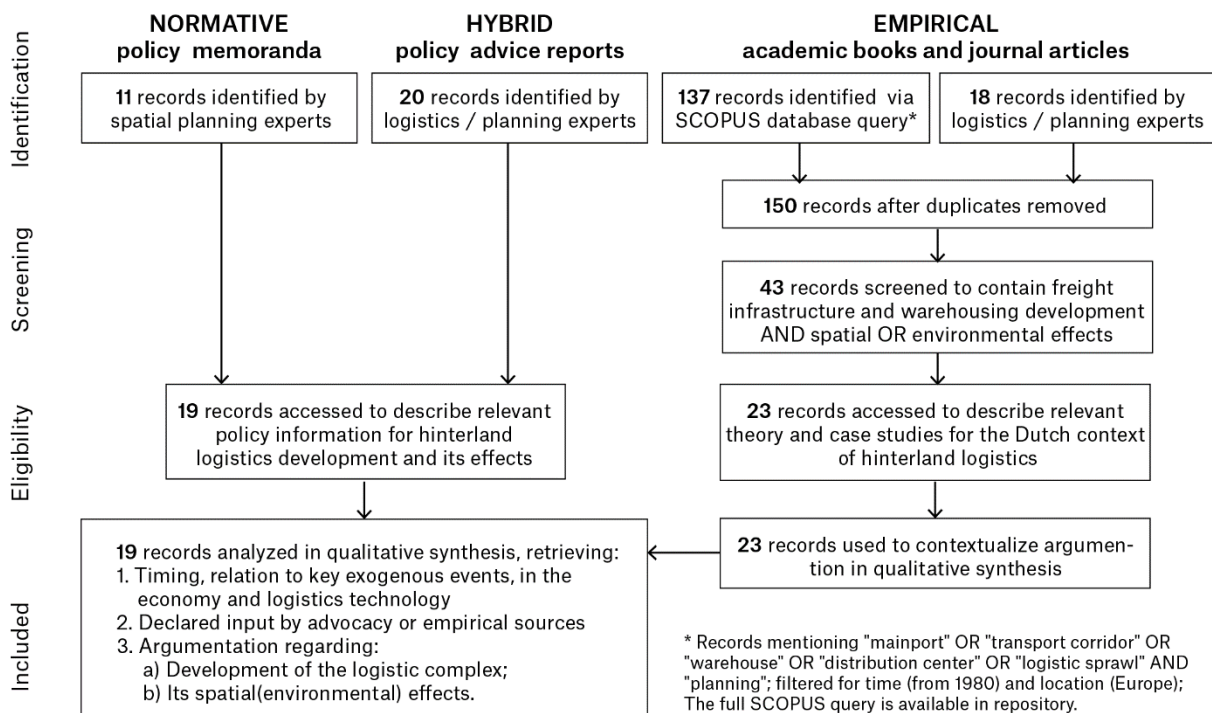 NORMATIVE
policy memoranda
HYBRID
policy advice reports
EMPIRICAL
academic books and journal articles
Identification
11 records identified by
spatial planning experts
20 records identified by
logistics / planning experts
137 records identified via
SCOPUS database query*
18 records identified by
logistics / planning experts
Screening
150 records after duplicates removed
43 records screened to contain freight
infrastructure and warehousing development
AND spatial OR environmental effects
Eligibility
19 records accessed to describe relevant
policy information for hinterland
logistics development and its effects
23 records accessed to describe relevant
theory and case studies for the Dutch context
of hinterland logistics
Included
19 records analyzed in qualitative synthesis, retrieving:
1. Timing, relation to key exogenous events, in the
economy and logistics technology
2. Declared input by advocacy or empirical sources
3. Argumentation regarding:
a) Development of the logistic complex;
b) Its spatial(environmental) effects.
23 records used to contextualize argumen-
tion in qualitative synthesis
* Records mentioning "mainport" OR "transport corridor" OR
"warehouse" OR "distribution center" OR "logistic sprawl" AND
"planning"; filtered for time (from 1980) and location (Europe);
The full SCOPUS query is available in repository.